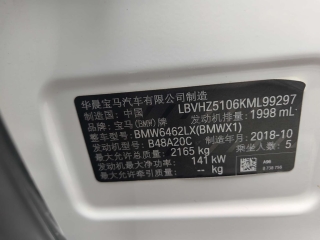 华晨宝马汽车有限公司制造
LBVHZ5106KML99297
制造国：中国
发动机排量：1998 mL
品牌：宝马(BMW)牌
整车型号：BMW6462LX(BMWX1)
发动机型号：B48A20C
制造年月：2018-10
最大允许总质量：2165 kg
乘坐人数：5
发动机最大净功率：141 kW
最大允许牵引质量：-- kg